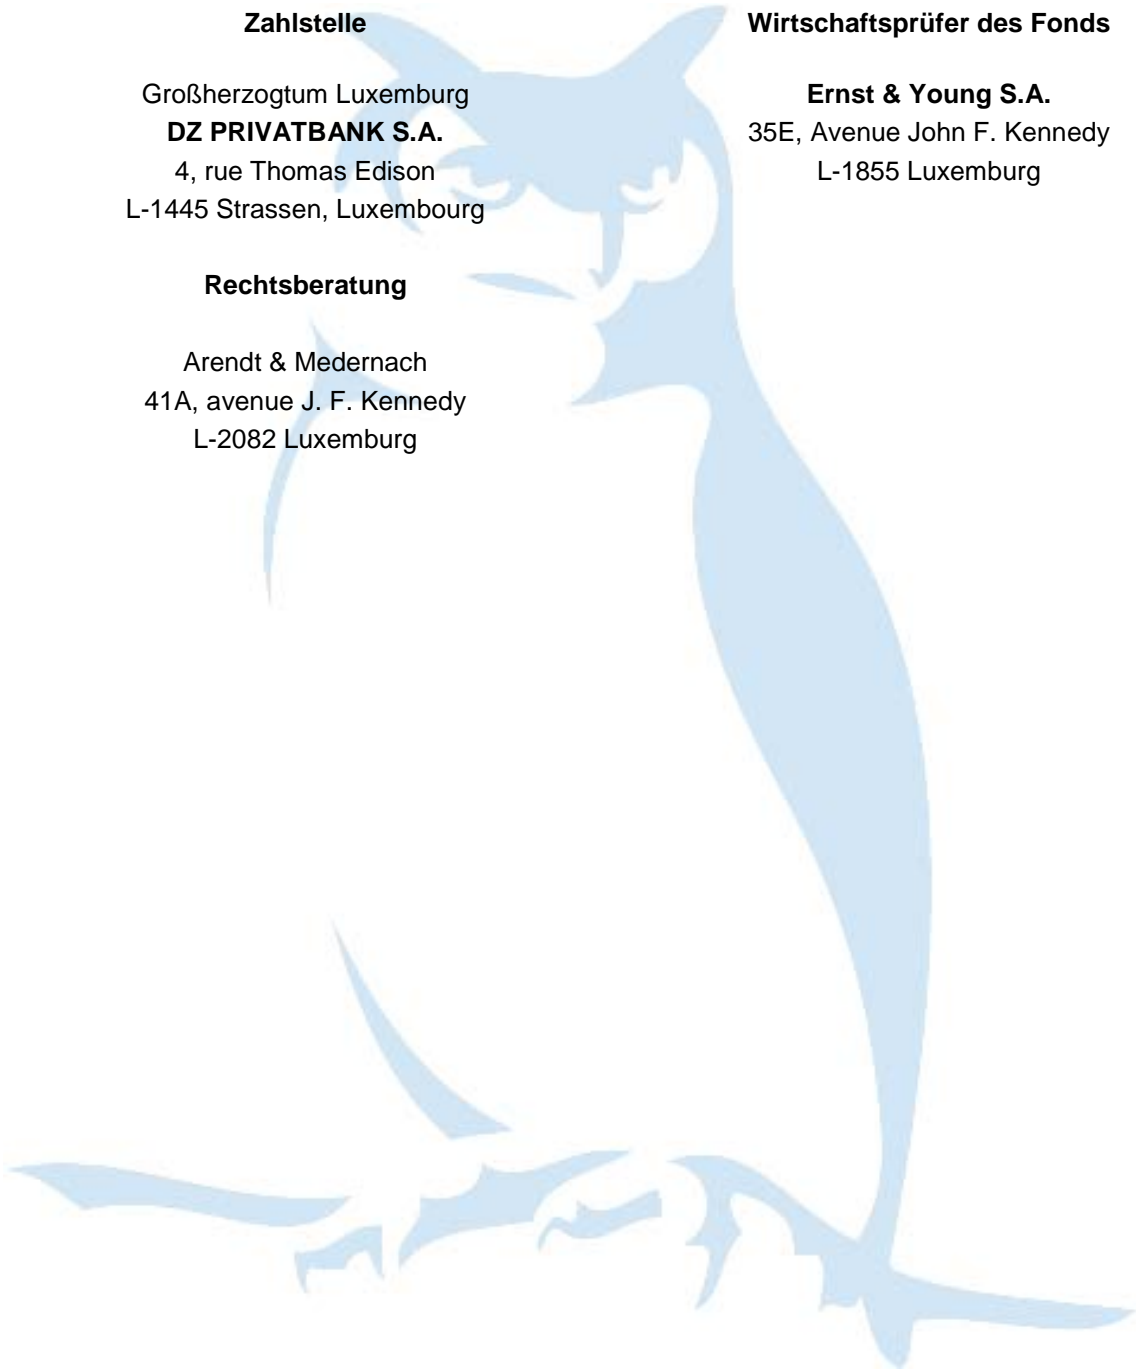 Zahlstelle
Großherzogtum Luxemburg
DZ PRIVATBANK S.A.
4, rue Thomas Edison
L-1445 Strassen, Luxembourg
Rechtsberatung
Arendt & Medernach
41A, avenue J. F. Kennedy
L-2082 Luxemburg
Wirtschaftsprüfer des Fonds
Ernst & Young S.A.
35E, Avenue John F. Kennedy
L-1855 Luxemburg